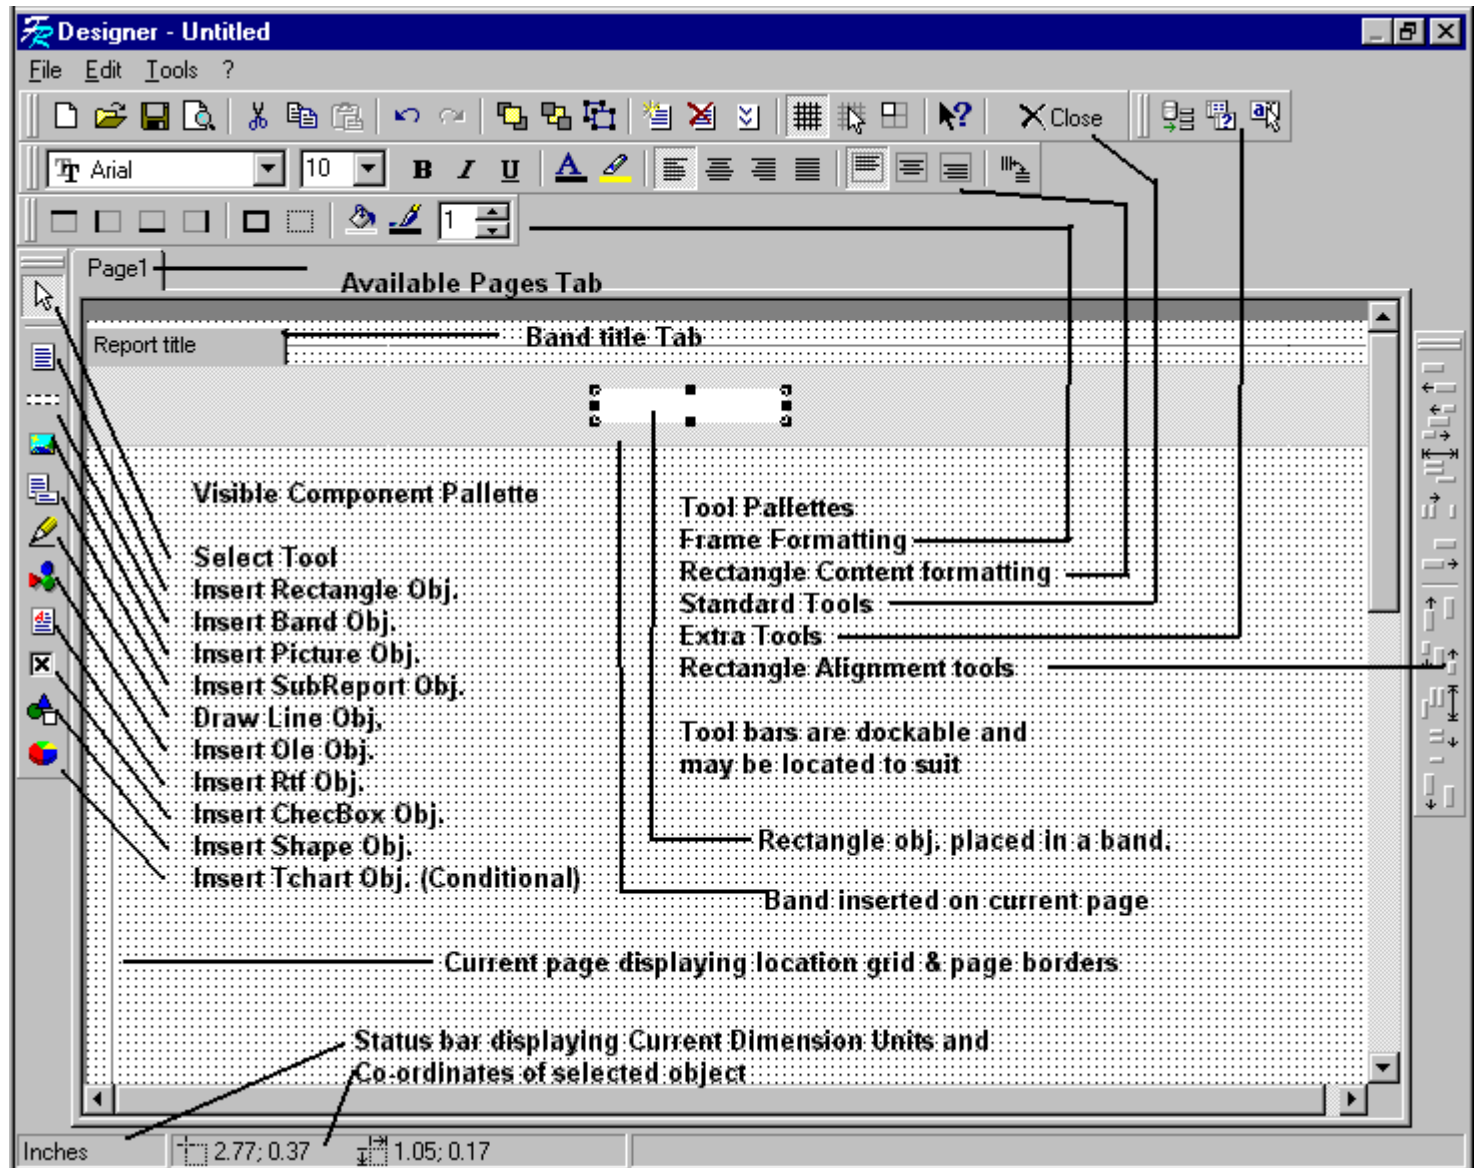 Designer - Untitled
File Edit Tools ?
Close
Arial 10 B I U A
1
Page1
Available Pages Tab
Report title
Band title Tab
Visible Component Pallette
Select Tool
Insert Rectangle Obj.
Insert Band Obj.
Insert Picture Obj.
Insert SubReport Obj.
Draw Line Obj,
Insert Ole Obj.
Insert Rtf Obj.
Insert ChecBox Obj.
Insert Shape Obj.
Insert Tchart Obj. (Conditional)
Tool Pallettes
Frame Formatting
Rectangle Content formatting
Standard Tools
Extra Tools
Rectangle Alignment tools
Tool bars are dockable and
may be located to suit
Rectangle obj. placed in a band.
Band inserted on current page
Current page displaying location grid & page borders
Status bar displaying Current Dimension Units and
Co-ordinates of selected object
Inches 2.77; 0.37 1.05; 0.17